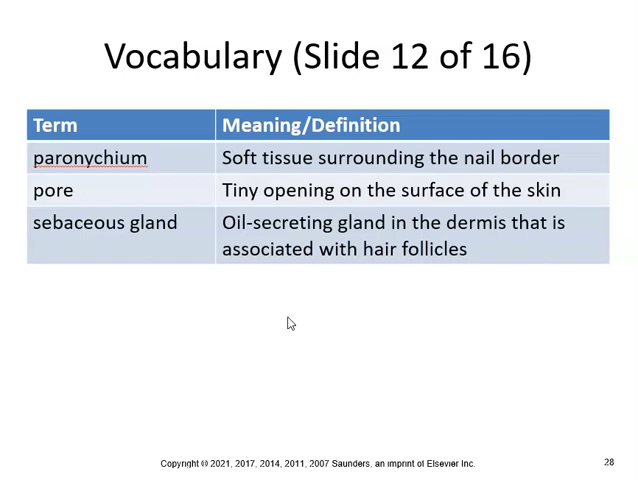 Vocabulary (Slide 12 of 16)
Term Meaning/Definition
paronychium Soft tissue surrounding the nail border
pore Tiny opening on the surface of the skin
sebaceous gland Oil-secreting gland in the dermis that is
associated with hair follicles
Copyright © 2021, 2017, 2014, 2011, 2007 Saunders, an imprint of Elsevier Inc.
28